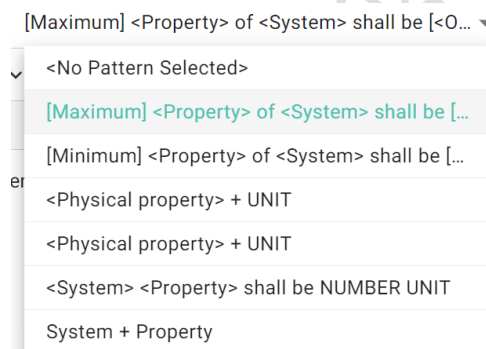 [Maximum] <Property> of <System> shall be [<O...
<No Pattern Selected>
[Maximum] <Property> of <System> shall be [...
[Minimum] <Property> of <System> shall be [...
er
<Physical property> + UNIT
<Physical property> + UNIT
<System> <Property> shall be NUMBER UNIT
System + Property